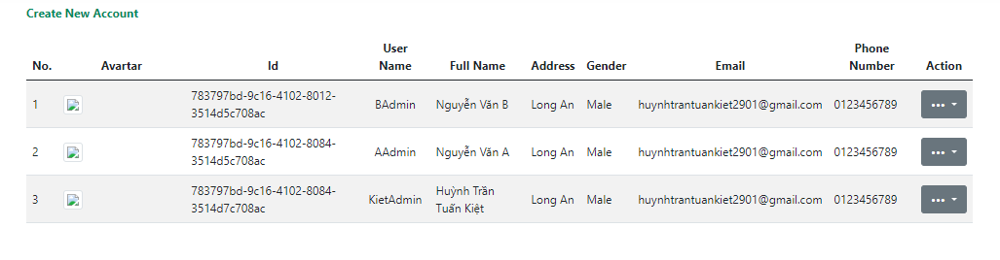 Create New Account
No. Avartar Id User Name Full Name Address Gender Email Phone Number Action
1 783797bd-9c16-4102-8012-3514d5c708ac BAdmin Nguyễn Văn B Long An Male huynhtrantuankiet2901@gmail.com 0123456789 •••
2 783797bd-9c16-4102-8084-3514d5c708ac AAdmin Nguyễn Văn A Long An Male huynhtrantuankiet2901@gmail.com 0123456789 •••
3 783797bd-9c16-4102-8084-3514d7c708ac KietAdmin Huỳnh Trần Tuấn Kiệt Long An Male huynhtrantuankiet2901@gmail.com 0123456789 •••